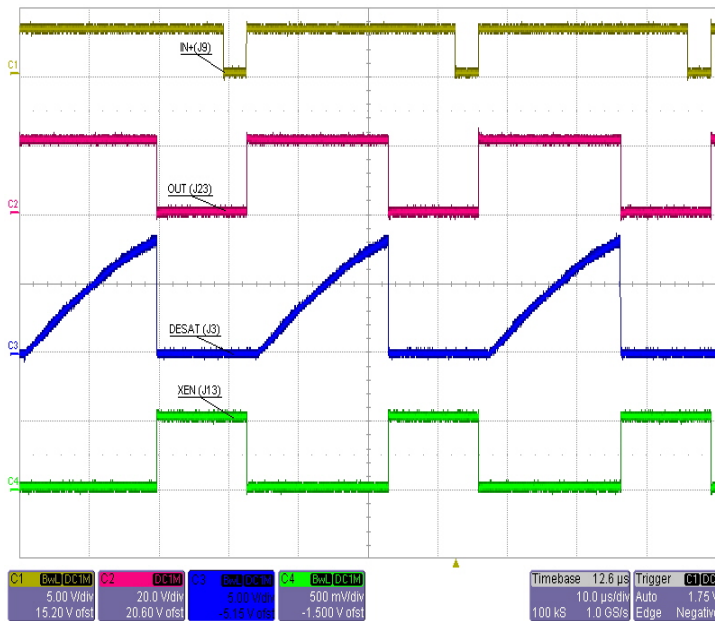 IN+(J9)
C1
OUT (J23)
C2
DESAT (J3)
C3
XEN (J13)
C4
C1 BwL DC1M
5.00 V/div
15.20 V ofst
C2 DC1M
20.0 V/div
20.60 V ofst
C3 BwL DC1M
5.00 V/div
-5.15 V ofst
C4 BwL DC1M
500 mV/div
-1.500 V ofst
Timebase 12.6 µs
10.0 µs/div
100 kS 1.0 GS/s
Trigger C1 DC
Auto 1.75 V
Edge Negative